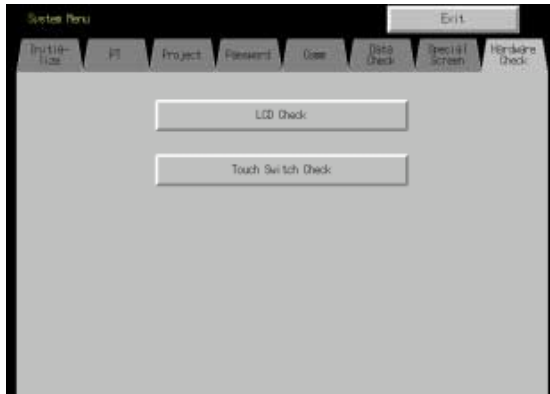 System Menu
Exit
Initia-
lize
PT
Project
Password
Comm
Data
Check
Special
Screen
Hardware
Check
LCD Check
Touch Switch Check